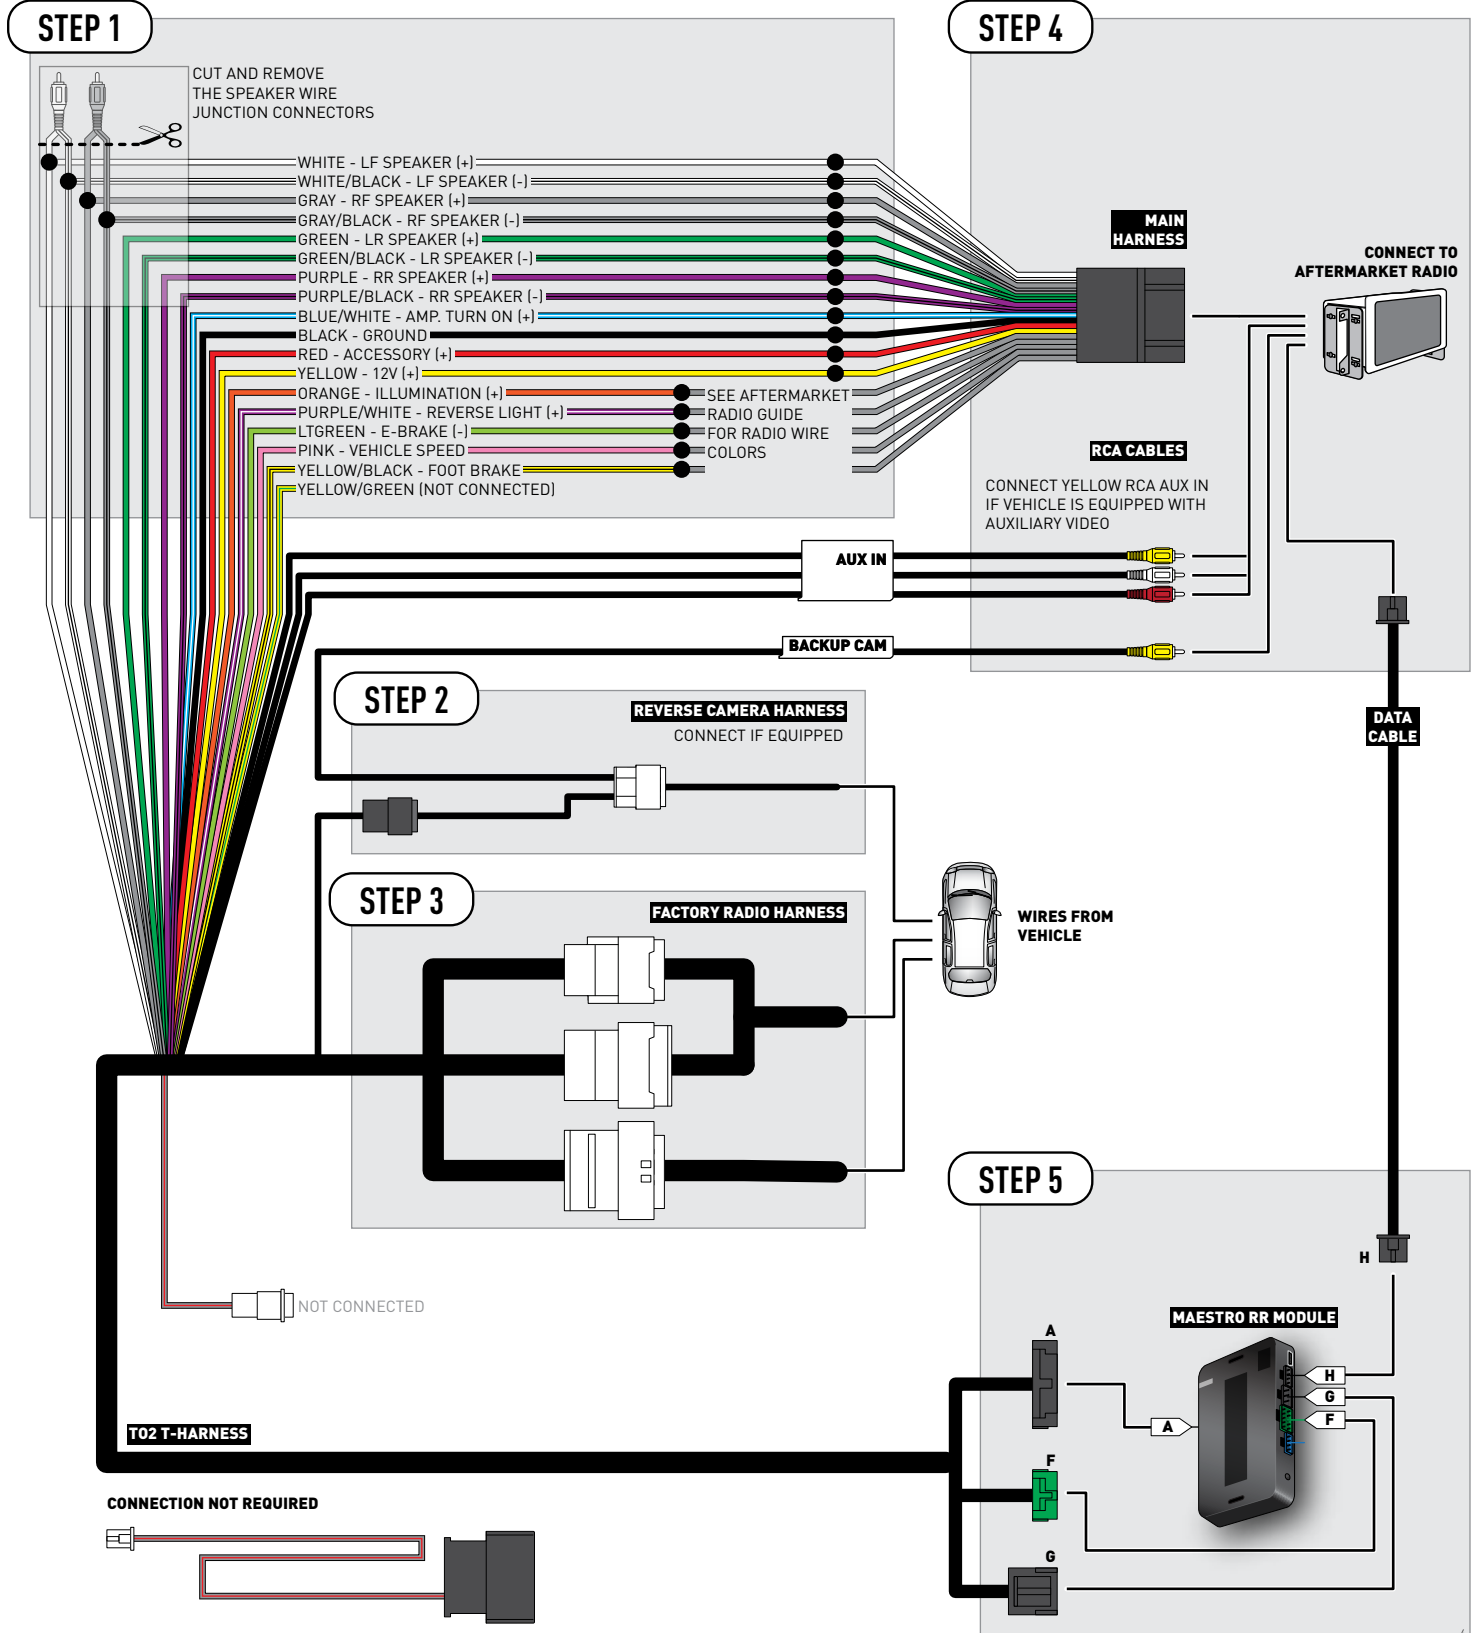 STEP 1
CUT AND REMOVE
THE SPEAKER WIRE
JUNCTION CONNECTORS
WHITE - LF SPEAKER (+)
WHITE/BLACK - LF SPEAKER (-)
GRAY - RF SPEAKER (+)
GRAY/BLACK - RF SPEAKER (-)
GREEN - LR SPEAKER (+)
GREEN/BLACK - LR SPEAKER (-)
PURPLE - RR SPEAKER (+)
PURPLE/BLACK - RR SPEAKER (-)
BLUE/WHITE - AMP. TURN ON (+)
BLACK - GROUND
RED - ACCESSORY (+)
YELLOW - 12V (+)
ORANGE - ILLUMINATION (+)
PURPLE/WHITE - REVERSE LIGHT (+)
LTGREEN - E-BRAKE (-)
PINK - VEHICLE SPEED
YELLOW/BLACK - FOOT BRAKE
YELLOW/GREEN (NOT CONNECTED)
SEE AFTERMARKET
RADIO GUIDE
FOR RADIO WIRE
COLORS
STEP 4
MAIN
HARNESS
CONNECT TO
AFTERMARKET RADIO
RCA CABLES
CONNECT YELLOW RCA AUX IN
IF VEHICLE IS EQUIPPED WITH
AUXILIARY VIDEO
AUX IN
BACKUP CAM
DATA
CABLE
STEP 2
REVERSE CAMERA HARNESS
CONNECT IF EQUIPPED
STEP 3
FACTORY RADIO HARNESS
WIRES FROM
VEHICLE
NOT CONNECTED
STEP 5
H
MAESTRO RR MODULE
A
H
G
F
A
F
G
TO2 T-HARNESS
CONNECTION NOT REQUIRED